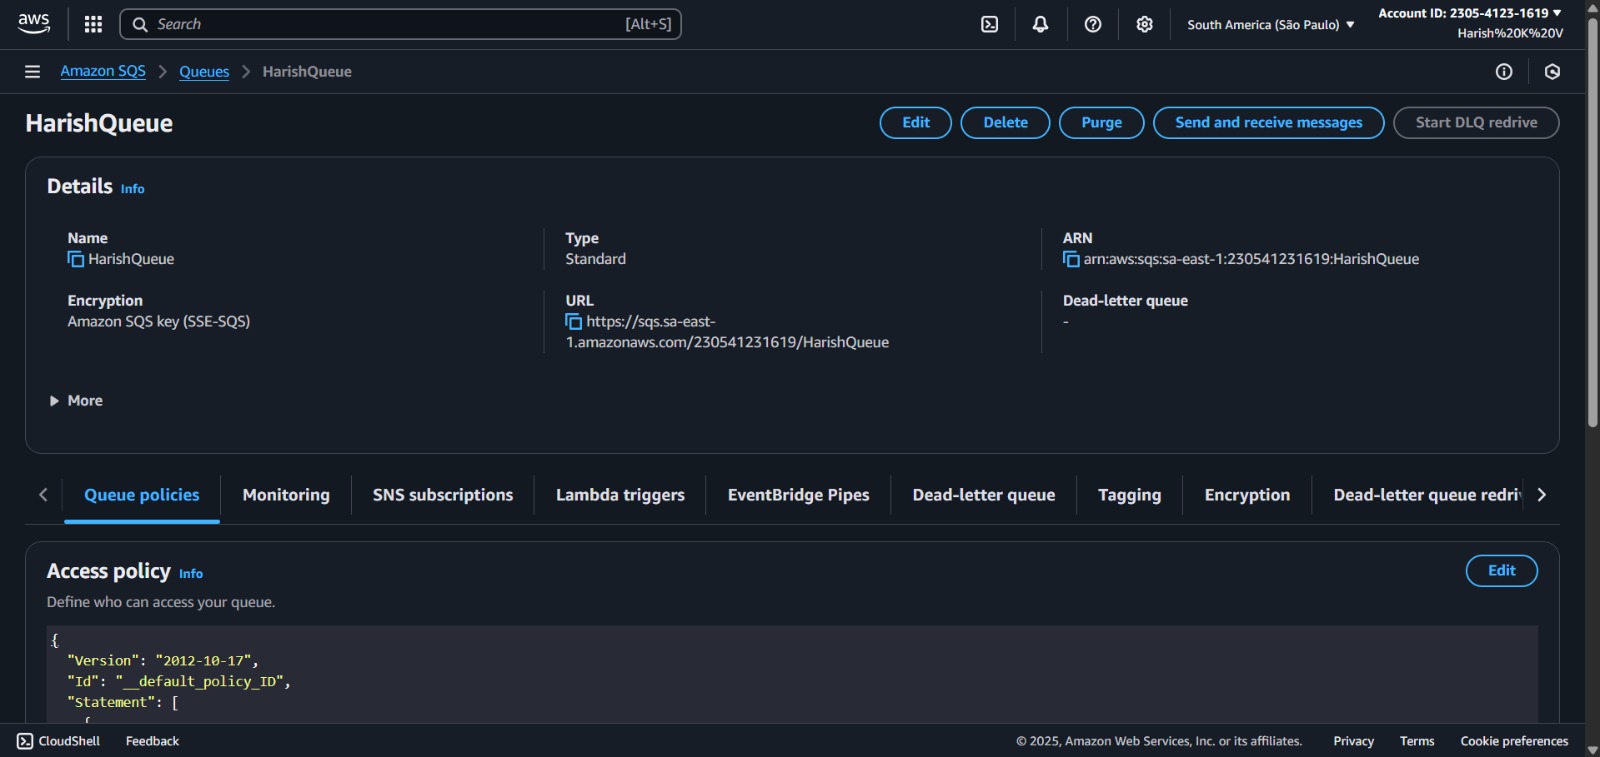 aws
Search [Alt+S]
South America (São Paulo)
Account ID: 2305-4123-1619
Harish%20K%20V
Amazon SQS
Queues
HarishQueue
HarishQueue
Edit
Delete
Purge
Send and receive messages
Start DLQ redrive
Details Info
Name
HarishQueue
Type
Standard
ARN
arn:aws:sqs:sa-east-1:230541231619:HarishQueue
Encryption
Amazon SQS key (SSE-SQS)
URL
https://sqs.sa-east-
1.amazonaws.com/230541231619/HarishQueue
Dead-letter queue
-
More
Queue policies
Monitoring
SNS subscriptions
Lambda triggers
EventBridge Pipes
Dead-letter queue
Tagging
Encryption
Dead-letter queue redri
Access policy Info
Edit
Define who can access your queue.
{
"Version": "2012-10-17",
"Id": "__default_policy_ID",
"Statement": [
{
CloudShell
Feedback
© 2025, Amazon Web Services, Inc. or its affiliates.
Privacy
Terms
Cookie preferences